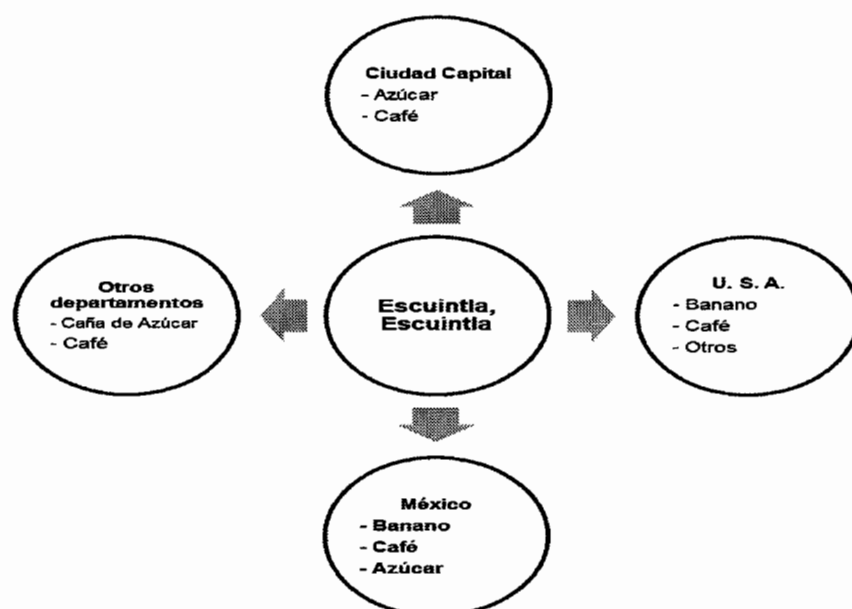 Ciudad Capital
- Azúcar
- Café
Otros
departamentos
- Caña de Azúcar
- Café
Escuintla,
Escuintla
U. S. A.
- Banano
- Café
- Otros
México
- Banano
- Café
- Azúcar